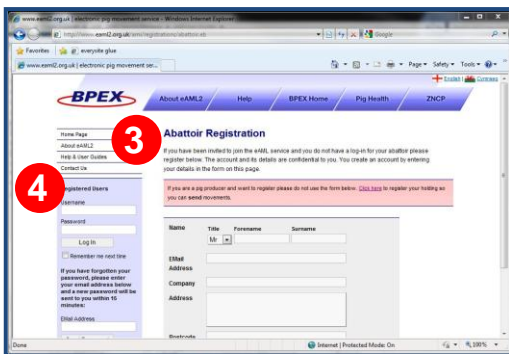 www.eaml2.org.uk | electronic pig movement service - Windows Internet Explorer
http://www.eaml2.org.uk/ami/registrations/abattoir.eb
Google
Favorites
everysite glue
www.eaml2.org.uk | electronic pig movement ser...
Page
Safety
Tools
English
Cymraeg
BPEX
About eAML2
Help
BPEX Home
Pig Health
ZNCP
Home Page
About eAML2
Help & User Guides
Contact Us
3
4
Registered Users
Username
Password
Log In
Remember me next time
If you have forgotten your
password, please enter
your email address below
and a new password will be
sent to you within 15
minutes:
EMail Address
Abattoir Registration
If you have been invited to join the eAML service and you do not have a log-in for your abattoir please
register below. The account and its details are confidential to you. You create an account by entering
your details in the form on this page.
If you are a pig producer and want to register please do not use the form below. Click here to register your holding so
you can send movements.
Name
Title
Forename
Surname
Mr
EMail
Address
Company
Address
Postcode
Done
Internet | Protected Mode: On
100%